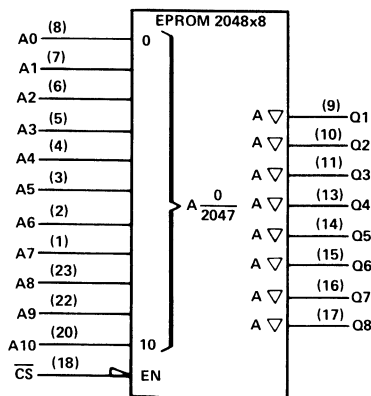 EPROM 2048x8
A0 (8) 0
A1 (7)
A2 (6)
A3 (5)
A4 (4)
A5 (3)
A6 (2)
A7 (1)
A8 (23)
A9 (22)
A10 (20) 10
C̅S̅ (18) EN
A 0
2047
A ▽ (9) Q1
A ▽ (10) Q2
A ▽ (11) Q3
A ▽ (13) Q4
A ▽ (14) Q5
A ▽ (15) Q6
A ▽ (16) Q7
A ▽ (17) Q8